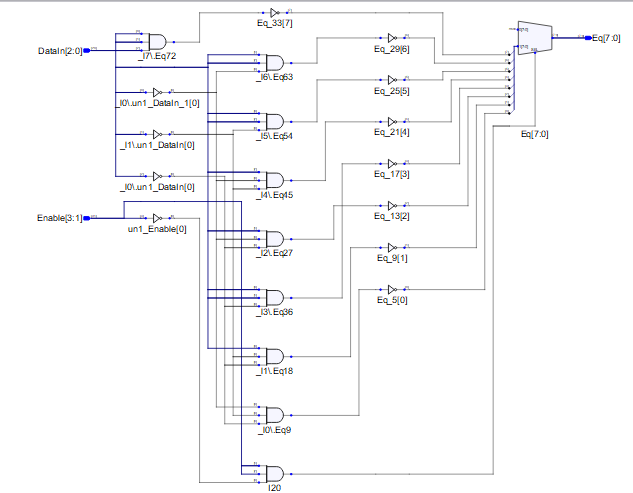 Eq_33[7]
DataIn[2:0]
_I7\.Eq72
Eq[7:0]
Eq_29[6]
_I6\.Eq63
Eq_25[5]
_I0\.un1_DataIn_1[0]
_I5\.Eq54
Eq_21[4]
Eq[7:0]
_I1\.un1_DataIn[0]
Eq_17[3]
_I0\.un1_DataIn[0]
_I4\.Eq45
Eq_13[2]
Enable[3:1]
un1_Enable[0]
_I2\.Eq27
Eq_9[1]
_I3\.Eq36
Eq_5[0]
_I1\.Eq18
_I0\.Eq9
I20